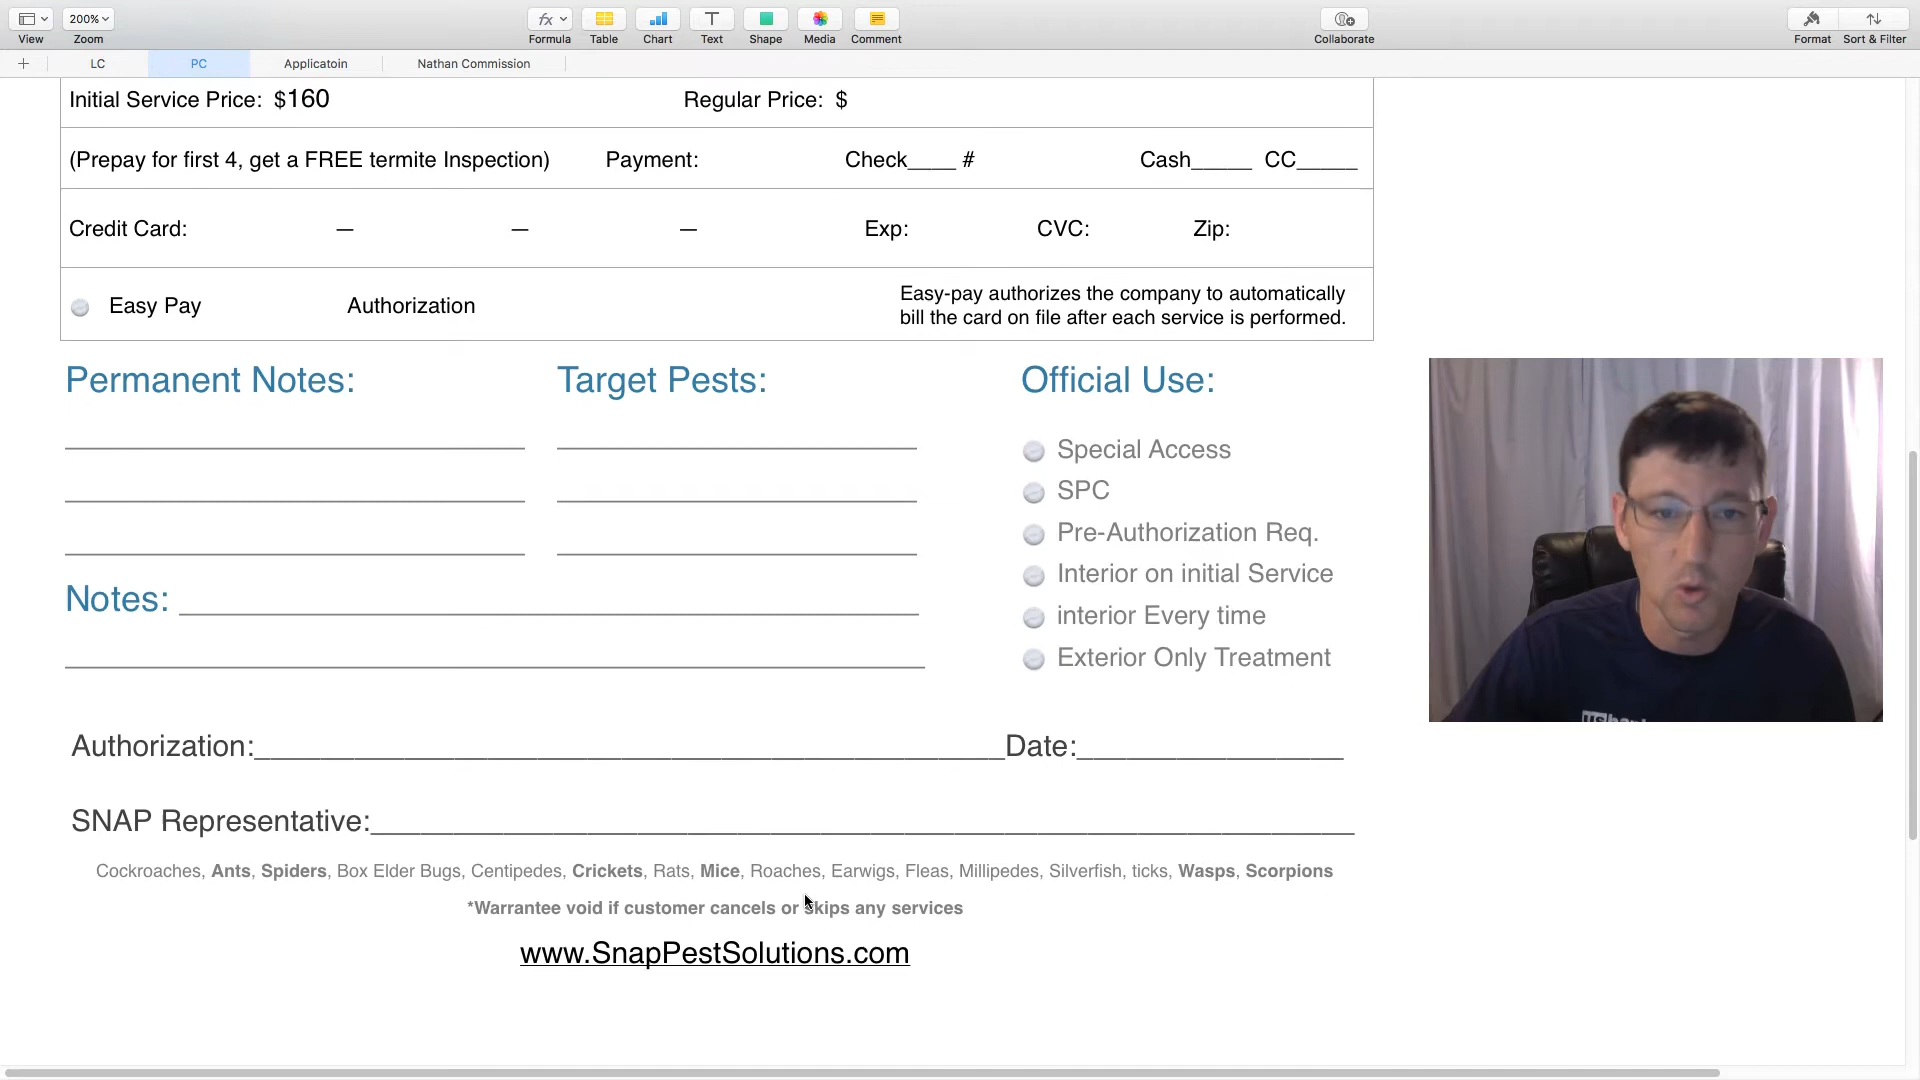 200%
View
Zoom
Formula
Table
Chart
Text
Shape
Media
Comment
Collaborate
Format
Sort & Filter
LC
PC
Applicatoin
Nathan Commission
Initial Service Price: $160 Regular Price: $
(Prepay for first 4, get a FREE termite Inspection) Payment: Check____ # Cash_____ CC_____
Credit Card: — — — Exp: CVC: Zip:
Easy Pay Authorization
Easy-pay authorizes the company to automatically
bill the card on file after each service is performed.
Permanent Notes:
Target Pests:
Official Use:
Special Access
SPC
Pre-Authorization Req.
Interior on initial Service
interior Every time
Exterior Only Treatment
Notes:
Authorization:______________________________________________Date:________________
SNAP Representative:____________________________________________________________
Cockroaches, Ants, Spiders, Box Elder Bugs, Centipedes, Crickets, Rats, Mice, Roaches, Earwigs, Fleas, Millipedes, Silverfish, ticks, Wasps, Scorpions
*Warrantee void if customer cancels or skips any services
www.SnapPestSolutions.com